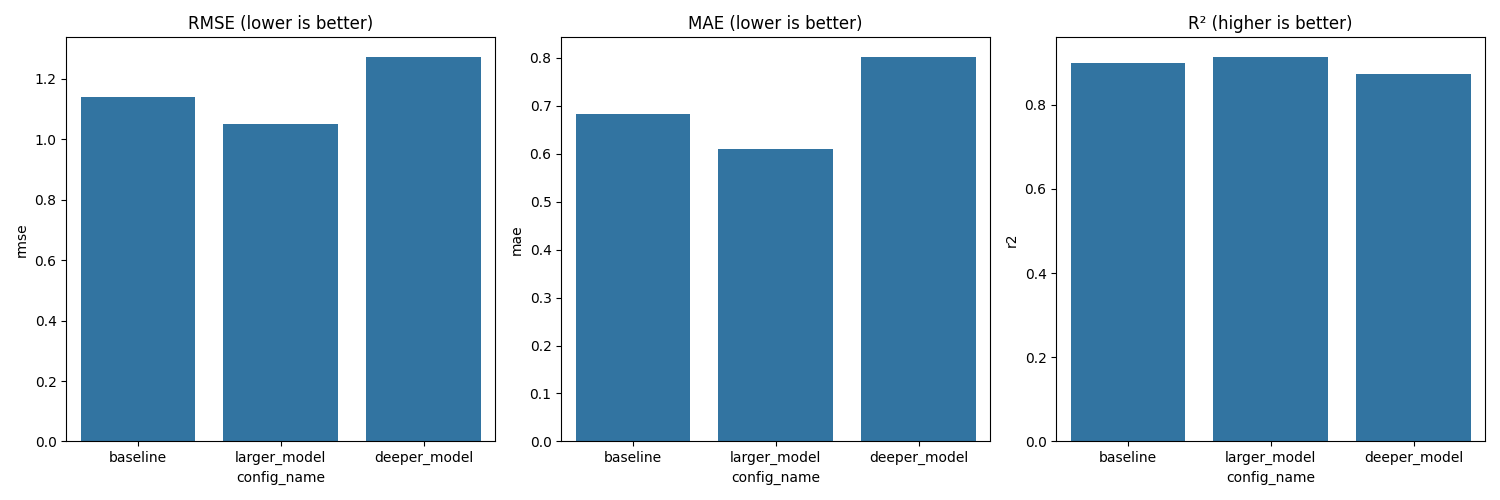 RMSE (lower is better)
rmse
1.2
1.0
0.8
0.6
0.4
0.2
0.0
baseline larger_model deeper_model
config_name
MAE (lower is better)
mae
0.8
0.7
0.6
0.5
0.4
0.3
0.2
0.1
0.0
baseline larger_model deeper_model
config_name
R² (higher is better)
r2
0.8
0.6
0.4
0.2
0.0
baseline larger_model deeper_model
config_name